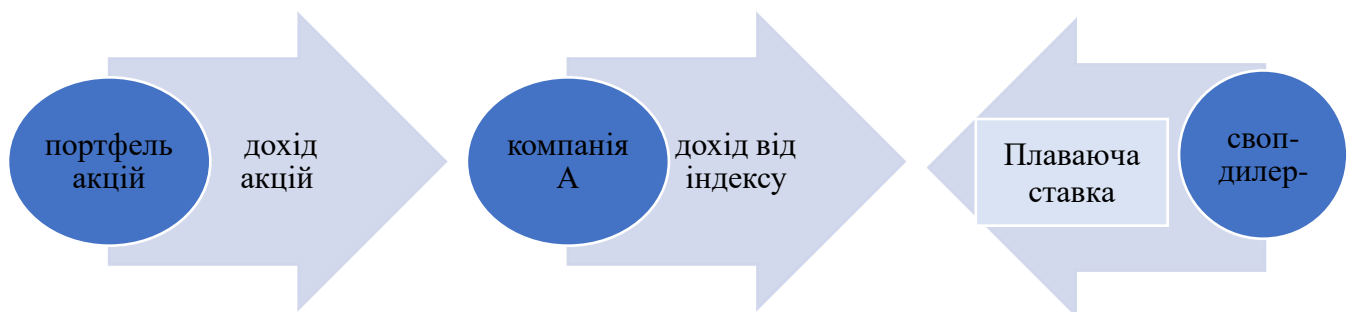 портфель
акцій
дохід
акцій
компанія
А
дохід від
індексу
Плаваюча
ставка
своп-
дилер-